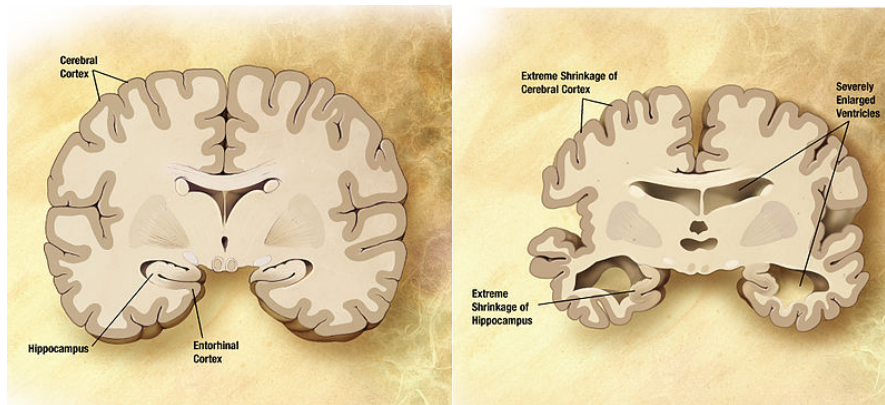 Cerebral
Cortex
Hippocampus
Entorhinal
Cortex
Extreme Shrinkage of
Cerebral Cortex
Severely
Enlarged
Ventricles
Extreme
Shrinkage of
Hippocampus